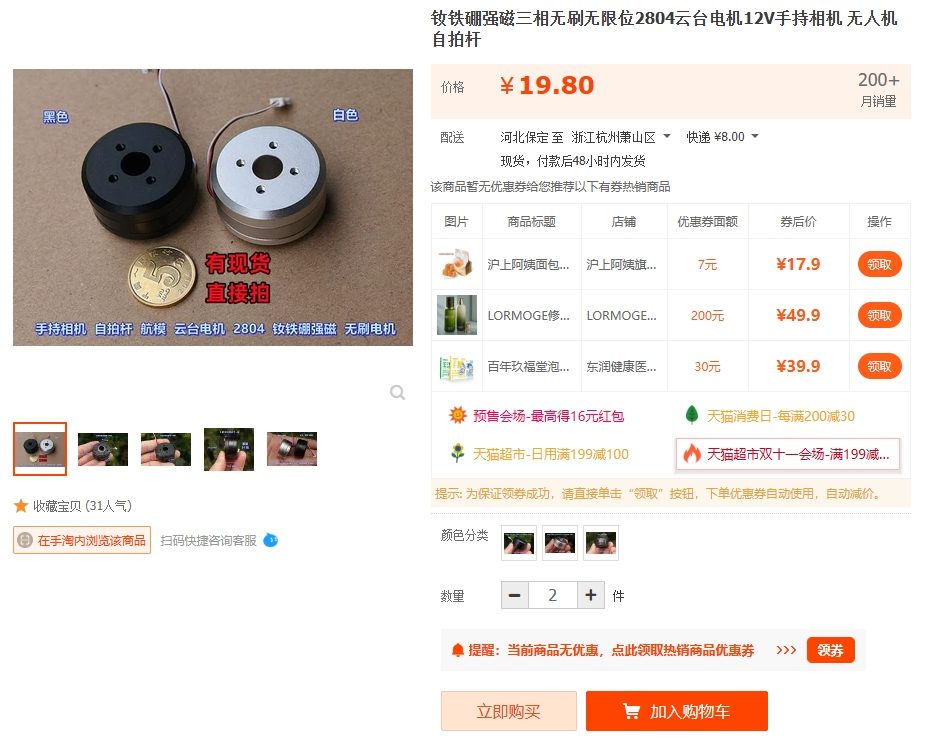 钕铁硼强磁三相无刷无限位2804云台电机12V手持相机 无人机
自拍杆
价格 ¥19.80 200+
月销量
配送 河北保定 至 浙江杭州萧山区 快递 ¥8.00
现货，付款后48小时内发货
该商品暂无优惠券给您推荐以下有券热销商品
图片 商品标题 店铺 优惠券面额 券后价 操作
沪上阿姨面包... 沪上阿姨旗... 7元 ¥17.9 领取
LORMOGE修... LORMOGE... 200元 ¥49.9 领取
百年玖福堂泡... 东润健康医... 30元 ¥39.9 领取
预售会场-最高得16元红包 天猫消费日-每满200减30
天猫超市-日用满199减100 天猫超市双十一会场-满199减...
提示: 为保证领券成功，请直接单击“领取”按钮，下单优惠券自动使用，自动减价。
颜色分类
数量 2 件
提醒：当前商品无优惠，点此领取热销商品优惠券 >>> 领券
立即购买 加入购物车
黑色 白色
有现货
直接拍
5
YUAN
手持相机 自拍杆 航模 云台电机 2804 钕铁硼强磁 无刷电机
收藏宝贝 (31人气)
在手淘内浏览该商品 扫码快捷咨询客服